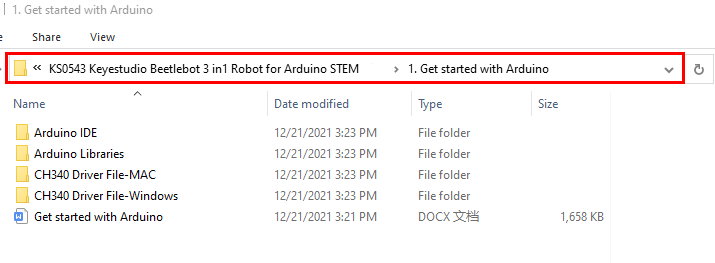 1. Get started with Arduino
Share View
« KS0543 Keyestudio Beetlebot 3 in1 Robot for Arduino STEM > 1. Get started with Arduino
Name Date modified Type Size
Arduino IDE 12/21/2021 3:23 PM File folder
Arduino Libraries 12/21/2021 3:23 PM File folder
CH340 Driver File-MAC 12/21/2021 3:23 PM File folder
CH340 Driver File-Windows 12/21/2021 3:23 PM File folder
Get started with Arduino 12/21/2021 3:21 PM DOCX 文档 1,658 KB